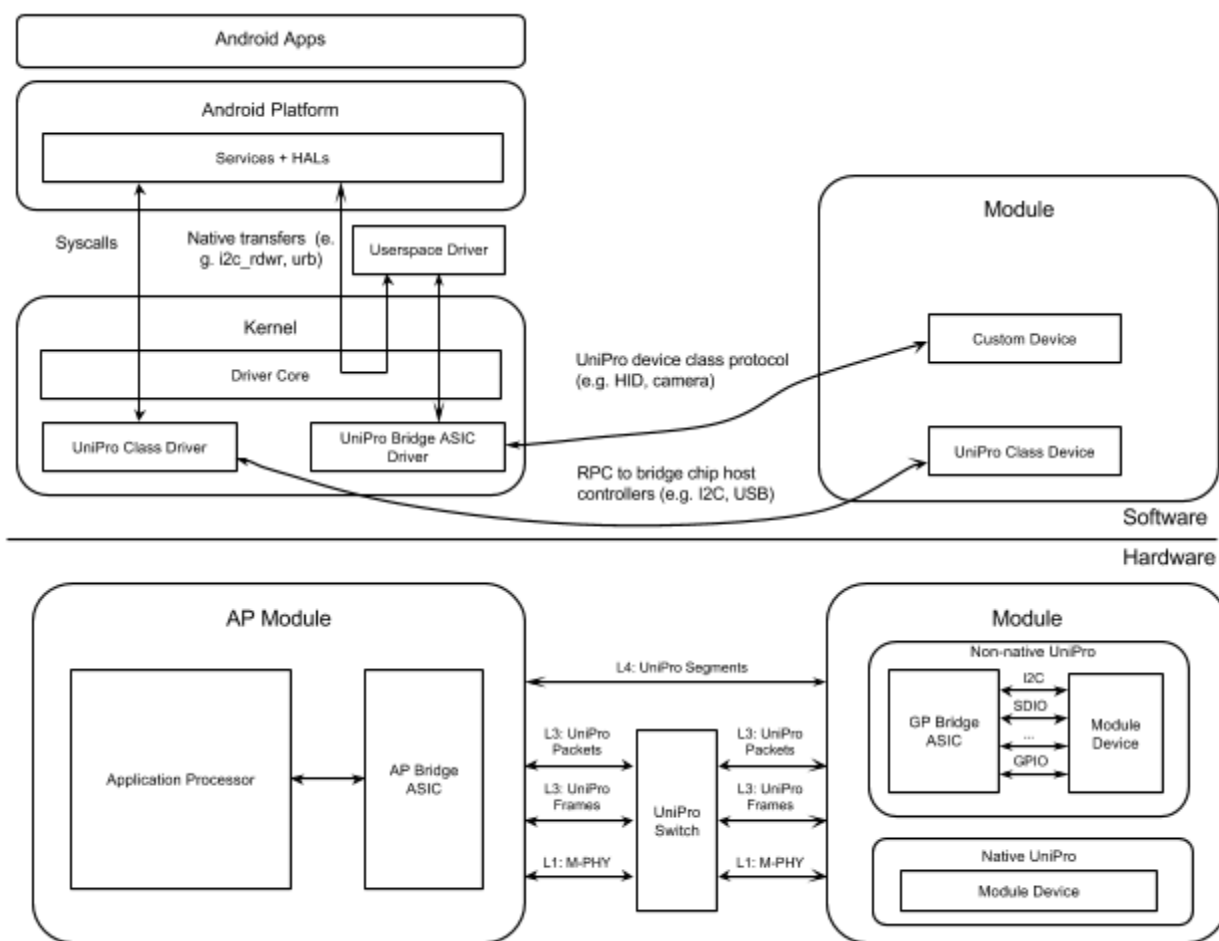 Android Apps
Android Platform
Services + HALs
Syscalls
Native transfers (e.
g. i2c_rdwr, urb)
Userspace Driver
Kernel
Driver Core
UniPro Class Driver
UniPro Bridge ASIC
Driver
UniPro device class protocol
(e.g. HID, camera)
RPC to bridge chip host
controllers (e.g. I2C, USB)
Module
Custom Device
UniPro Class Device
Software
Hardware
AP Module
Application Processor
AP Bridge
ASIC
L4: UniPro Segments
L3: UniPro
Packets
L3: UniPro
Frames
L1: M-PHY
UniPro
Switch
L3: UniPro
Packets
L3: UniPro
Frames
L1: M-PHY
Module
Non-native UniPro
GP Bridge
ASIC
I2C
SDIO
...
GPIO
Module
Device
Native UniPro
Module Device